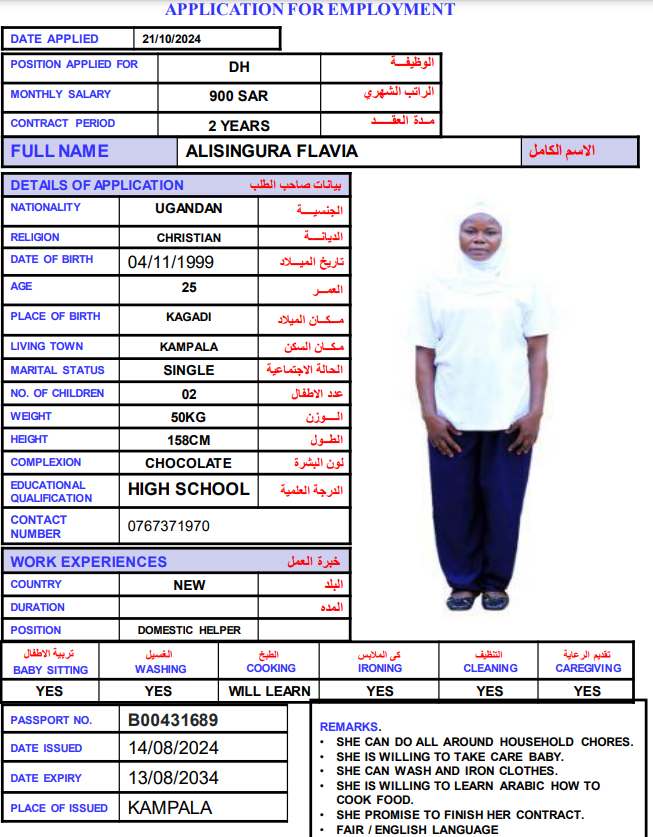 APPLICATION FOR EMPLOYMENT
DATE APPLIED 21/10/2024
POSITION APPLIED FOR DH الوظيفـــة
MONTHLY SALARY 900 SAR الراتب الشهري
CONTRACT PERIOD 2 YEARS مـدة العقـــد
FULL NAME ALISINGURA FLAVIA الاسم الكامل
DETAILS OF APPLICATION بيانات صاحب الطلب
NATIONALITY UGANDAN الجنسيـــة
RELIGION CHRISTIAN الديانـــة
DATE OF BIRTH 04/11/1999 تاريخ الميـــلاد
AGE 25 العمـــر
PLACE OF BIRTH KAGADI مـكـــان الميلاد
LIVING TOWN KAMPALA مكـان السكن
MARITAL STATUS SINGLE الحالة الاجتماعية
NO. OF CHILDREN 02 عدد الاطفال
WEIGHT 50KG الـــوزن
HEIGHT 158CM الطـول
COMPLEXION CHOCOLATE لون البشرة
EDUCATIONAL QUALIFICATION HIGH SCHOOL الدرجة العلمية
CONTACT NUMBER 0767371970
WORK EXPERIENCES خبرة العمل
COUNTRY NEW البلد
DURATION المده
POSITION DOMESTIC HELPER
تربية الاطفال الغسيل الطبخ كى الملابس التنظيف تقديم الرعاية
BABY SITTING WASHING COOKING IRONING CLEANING CAREGIVING
YES YES WILL LEARN YES YES YES
PASSPORT NO. B00431689
DATE ISSUED 14/08/2024
DATE EXPIRY 13/08/2034
PLACE OF ISSUED KAMPALA
REMARKS.
• SHE CAN DO ALL AROUND HOUSEHOLD CHORES.
• SHE IS WILLING TO TAKE CARE BABY.
• SHE CAN WASH AND IRON CLOTHES.
• SHE IS WILLING TO LEARN ARABIC HOW TO
COOK FOOD.
• SHE PROMISE TO FINISH HER CONTRACT.
• FAIR / ENGLISH LANGUAGE